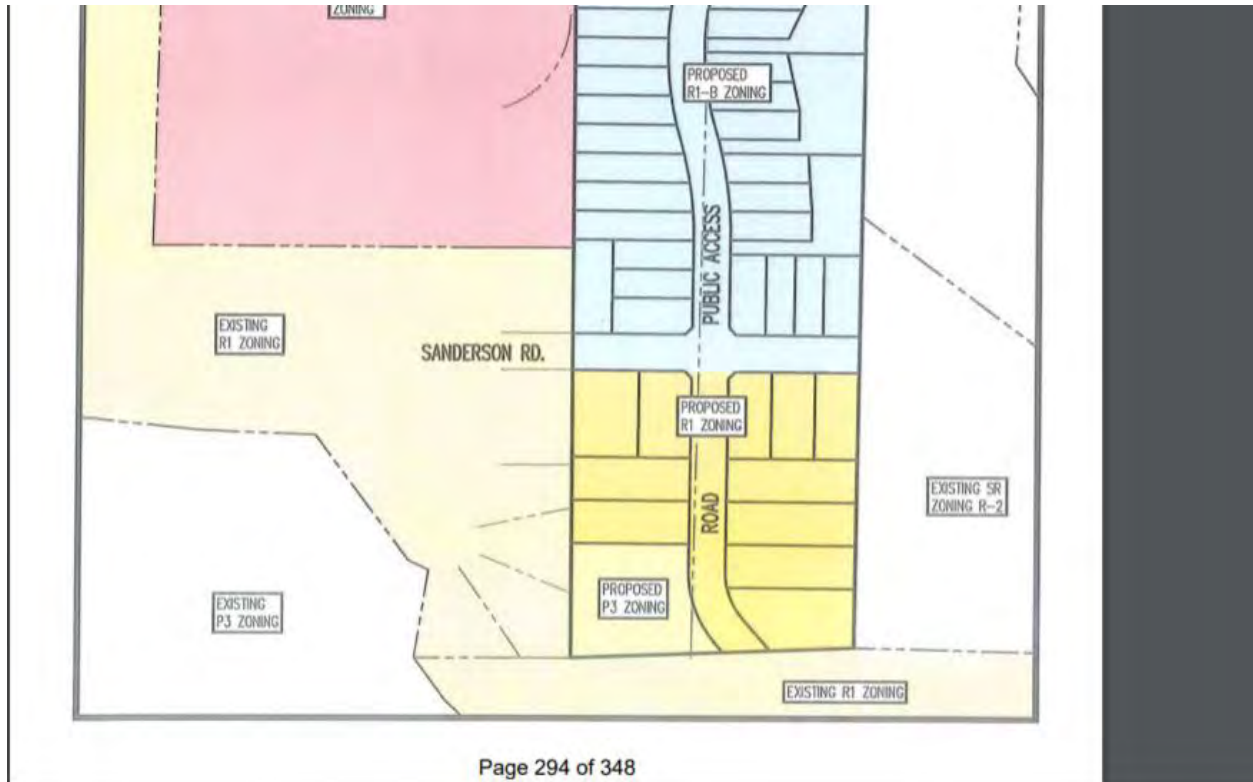 ZONING
PROPOSED
R1-B ZONING
PUBLIC ACCESS
EXISTING
R1 ZONING
SANDERSON RD.
PROPOSED
R1 ZONING
EXISTING SR
ZONING R-2
ROAD
PROPOSED
P3 ZONING
EXISTING
P3 ZONING
EXISTING R1 ZONING
Page 294 of 348